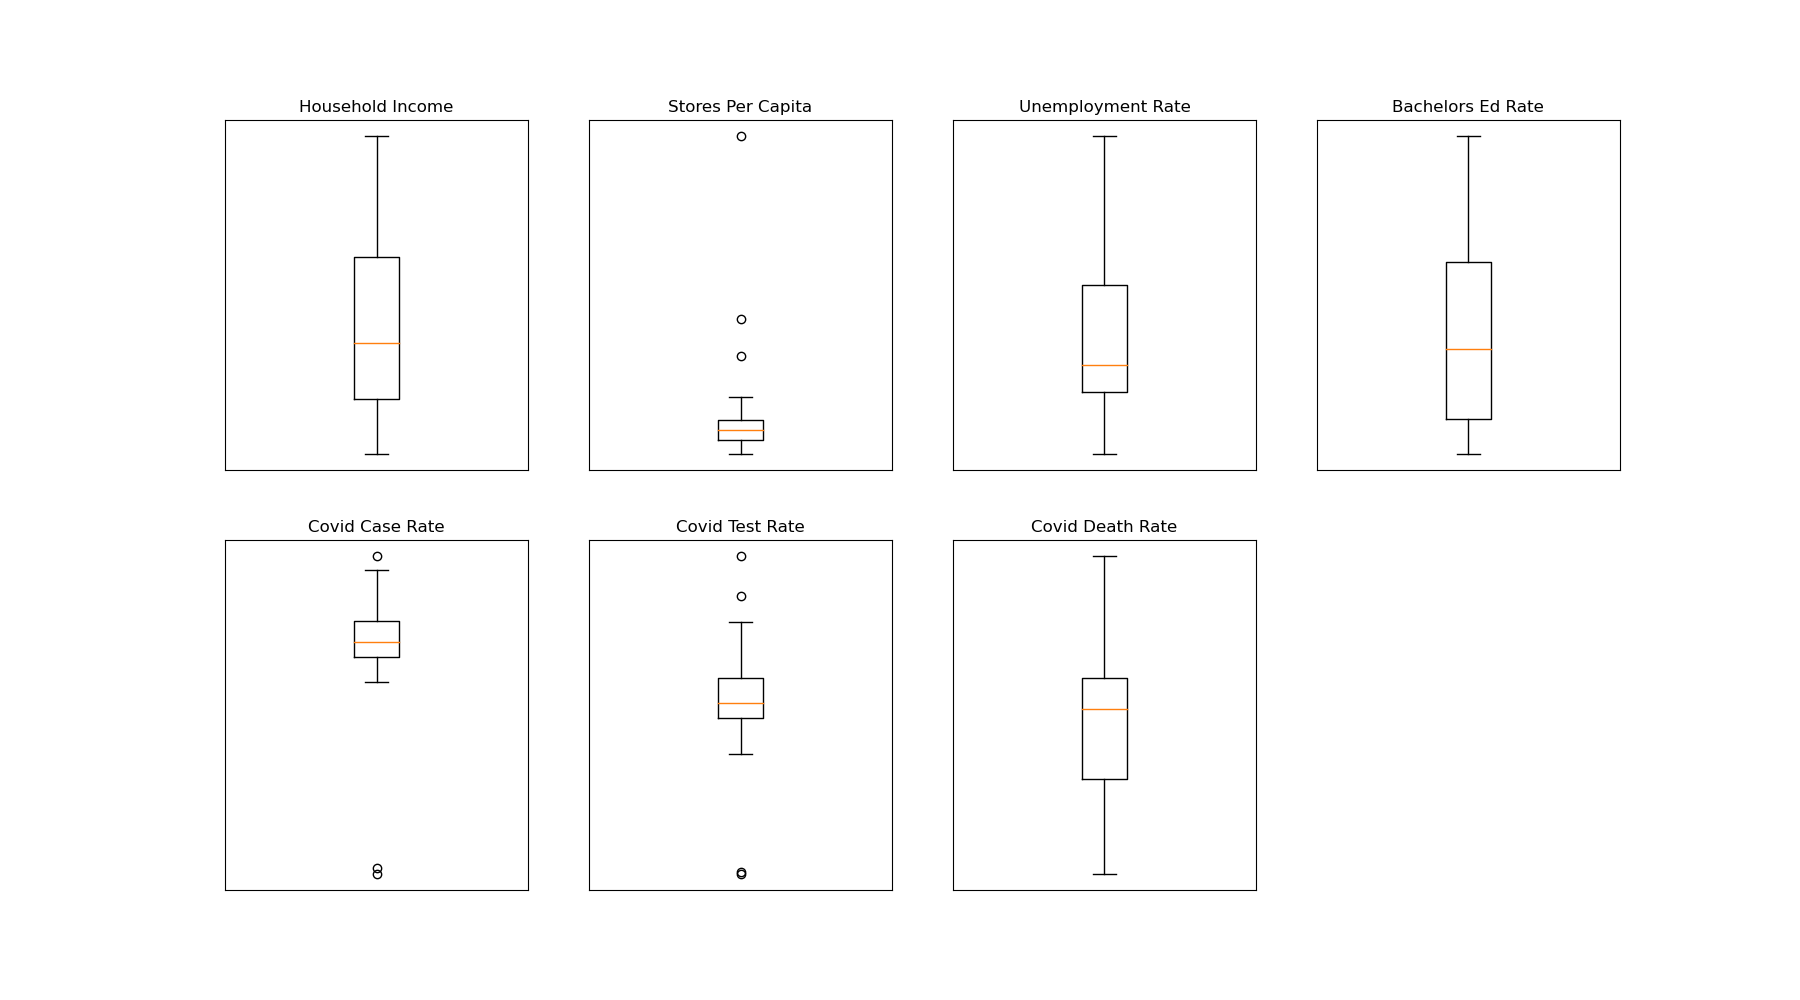 Household Income
Stores Per Capita
Unemployment Rate
Bachelors Ed Rate
Covid Case Rate
Covid Test Rate
Covid Death Rate